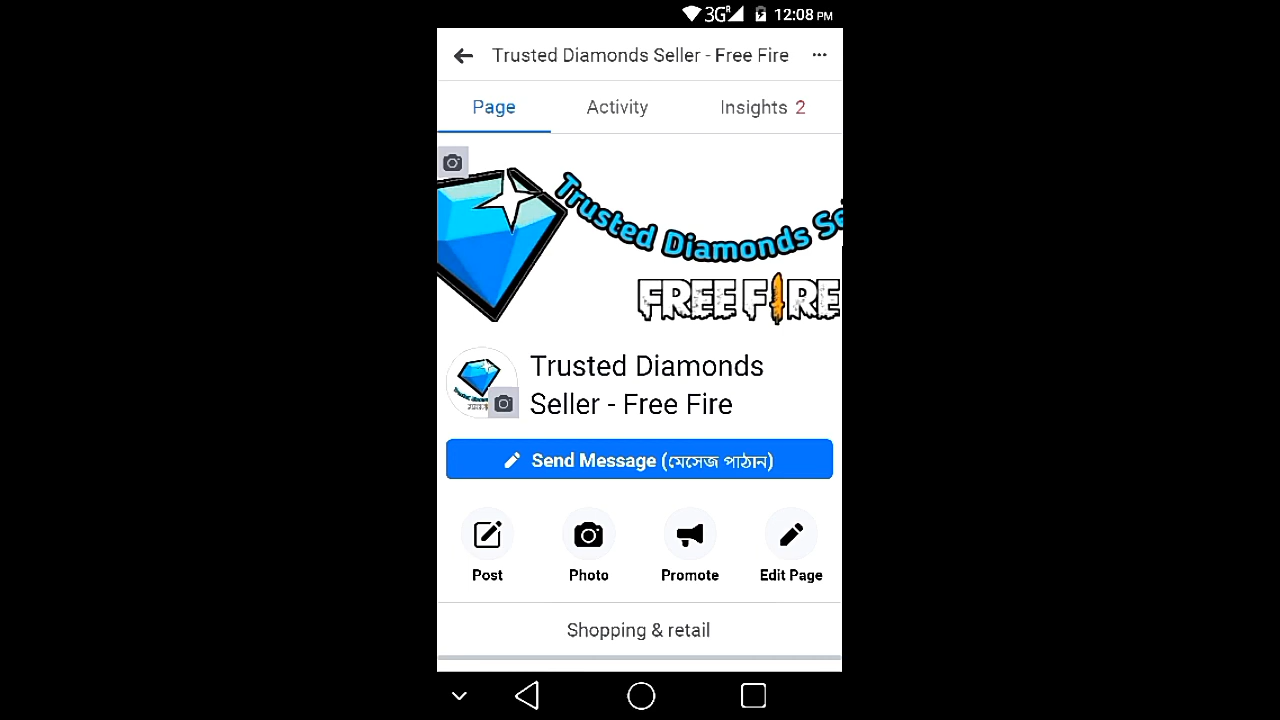 3G R 12:08 PM
Trusted Diamonds Seller - Free Fire
Page Activity Insights 2
Trusted Diamonds Se
FREE FIRE
Trusted Diamonds
Seller - Free Fire
Send Message (মেসেজ পাঠান)
Post Photo Promote Edit Page
Shopping & retail